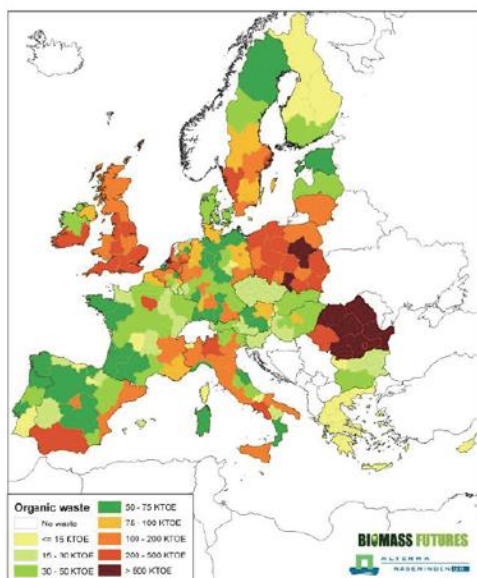 Organic waste
No waste
<= 15 KTOE
15 - 30 KTOE
30 - 50 KTOE
50 - 75 KTOE
75 - 100 KTOE
100 - 200 KTOE
200 - 500 KTOE
> 500 KTOE
BIOMASS FUTURES
ALTERRA
WAGENINGEN UR